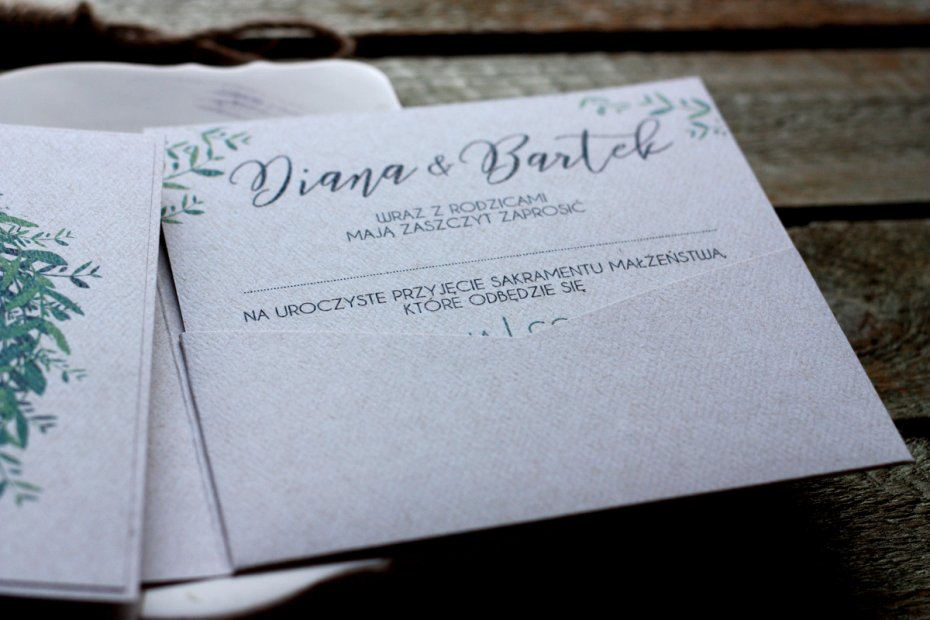 Diana & Bartek
WRAZ Z RODZICAMI
MAJĄ ZASZCZYT ZAPROSIĆ
NA UROCZYSTE PRZYJĘCIE SAKRAMENTU MAŁŻEŃSTWA,
KTÓRE ODBĘDZIE SIĘ